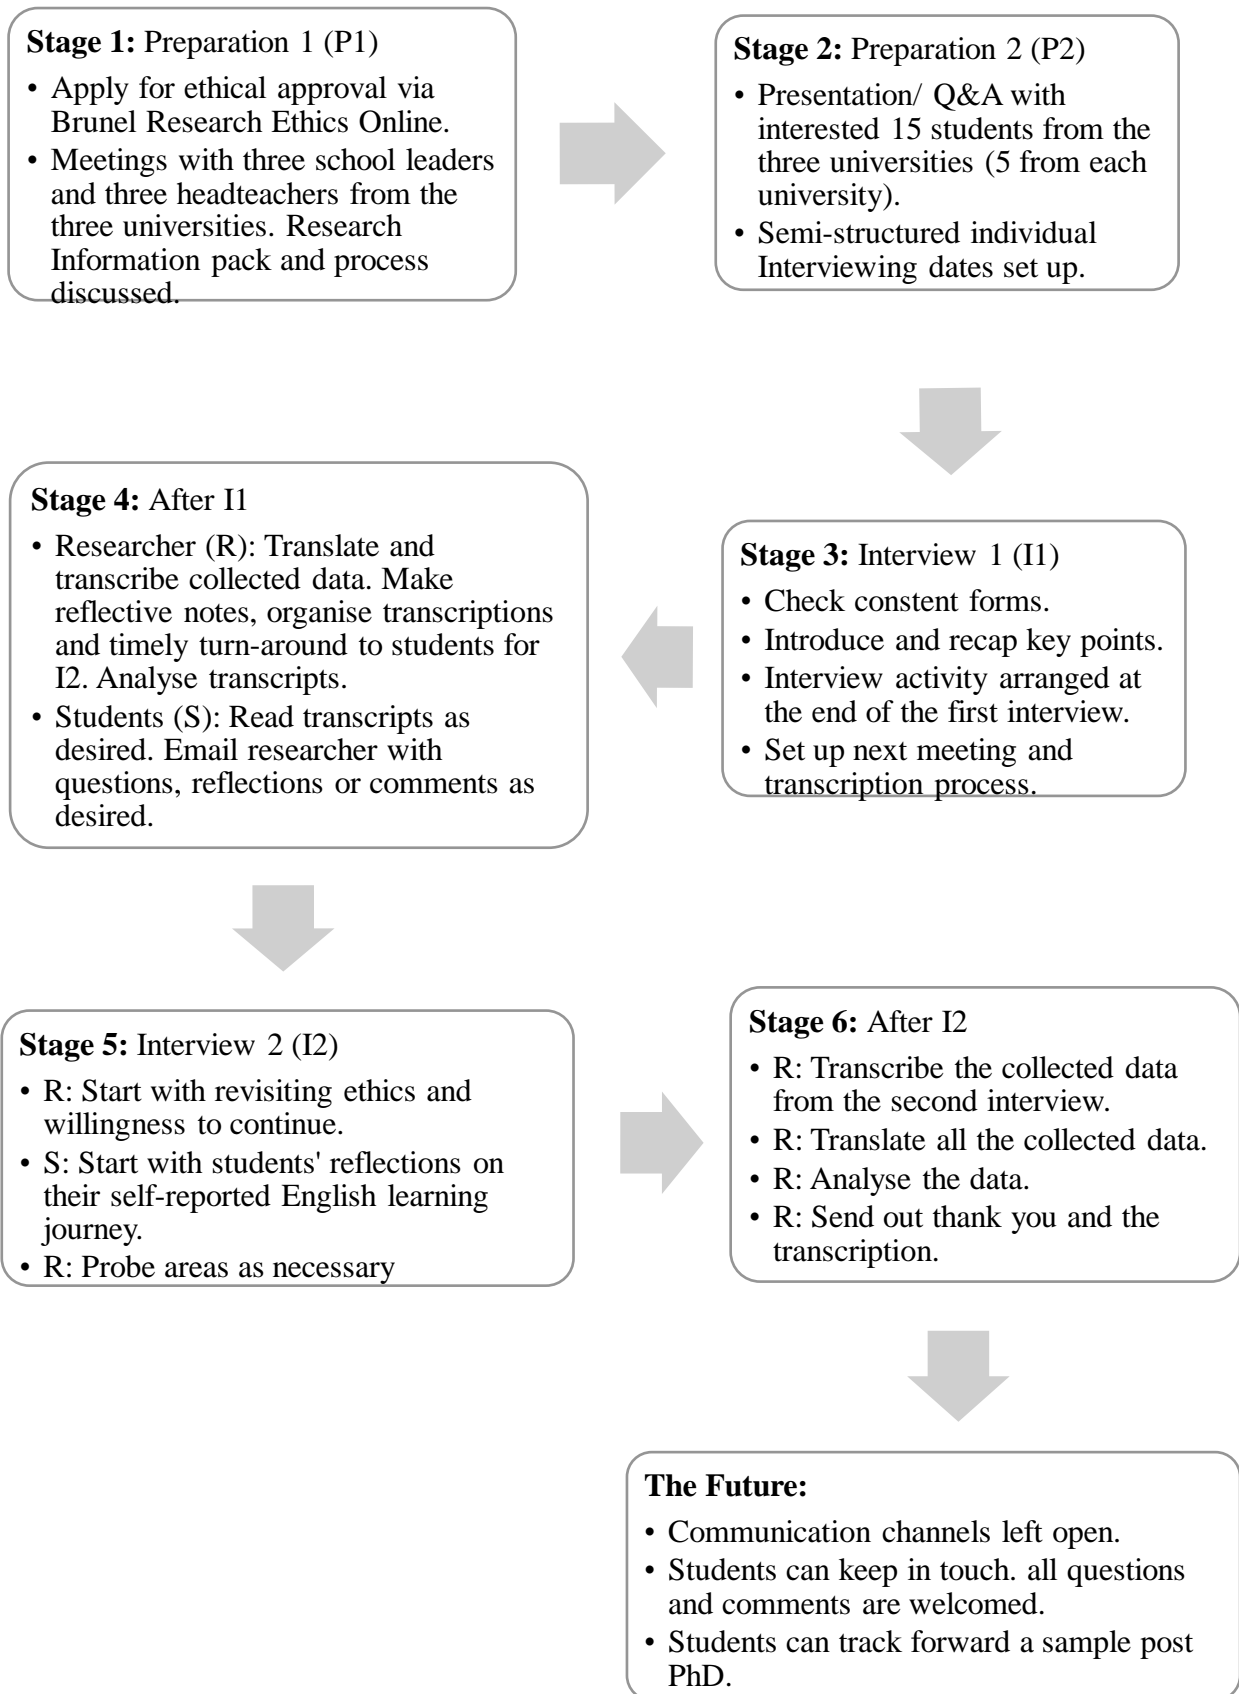 Stage 1: Preparation 1 (P1)
• Apply for ethical approval via
Brunel Research Ethics Online.
• Meetings with three school leaders
and three headteachers from the
three universities. Research
Information pack and process
discussed.
Stage 2: Preparation 2 (P2)
• Presentation/ Q&A with
interested 15 students from the
three universities (5 from each
university).
• Semi-structured individual
Interviewing dates set up.
Stage 3: Interview 1 (I1)
• Check constent forms.
• Introduce and recap key points.
• Interview activity arranged at
the end of the first interview.
• Set up next meeting and
transcription process.
Stage 4: After I1
• Researcher (R): Translate and
transcribe collected data. Make
reflective notes, organise transcriptions
and timely turn-around to students for
I2. Analyse transcripts.
• Students (S): Read transcripts as
desired. Email researcher with
questions, reflections or comments as
desired.
Stage 5: Interview 2 (I2)
• R: Start with revisiting ethics and
willingness to continue.
• S: Start with students' reflections on
their self-reported English learning
journey.
• R: Probe areas as necessary
Stage 6: After I2
• R: Transcribe the collected data
from the second interview.
• R: Translate all the collected data.
• R: Analyse the data.
• R: Send out thank you and the
transcription.
The Future:
• Communication channels left open.
• Students can keep in touch. all questions
and comments are welcomed.
• Students can track forward a sample post
PhD.